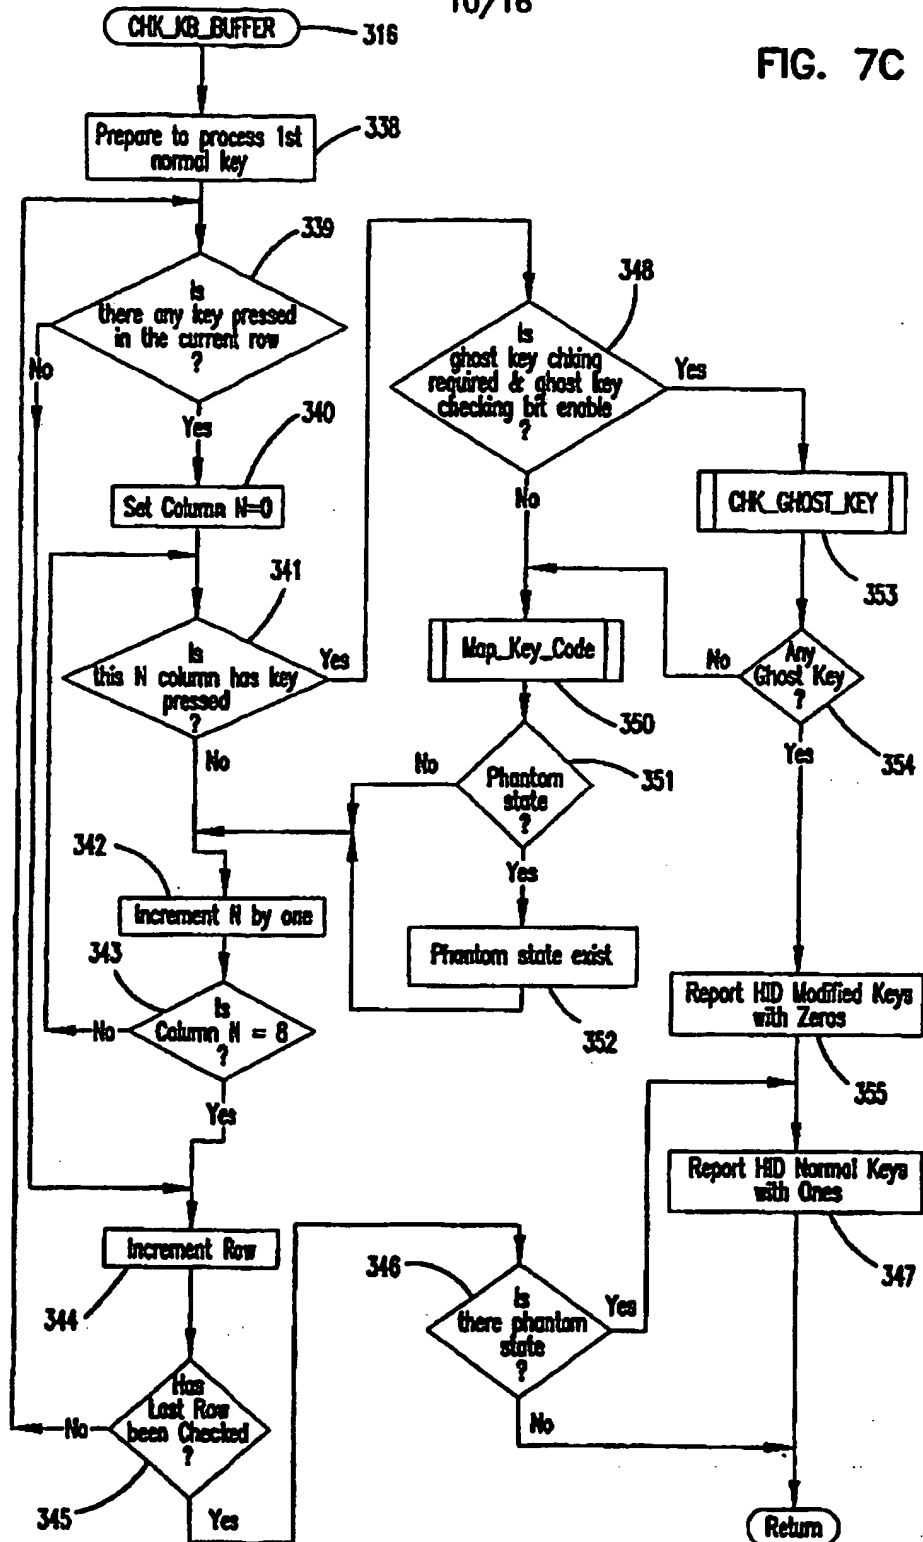 10/16
FIG. 7C
CHK_KB_BUFFER
316
Prepare to process 1st
normal key
338
339
Is
there any key pressed
in the current row
?
No
Yes
340
Set Column N=0
341
Is
this N column has key
pressed
?
Yes
No
342
Increment N by one
343
Is
Column N = 8
?
No
Yes
Increment Row
344
Has
Last Row
been Checked
?
No
345
Yes
348
Is
ghost key chking
required & ghost key
checking bit enable
?
Yes
No
CHK_GHOST_KEY
353
Map_Key_Code
350
Any
Ghost Key
?
No
354
Yes
Phantom
state
?
351
No
Yes
Phantom state exist
352
Report HID Modified Keys
with Zeros
355
Report HID Normal Keys
with Ones
347
346
Is
there phantom
state
?
Yes
No
Return